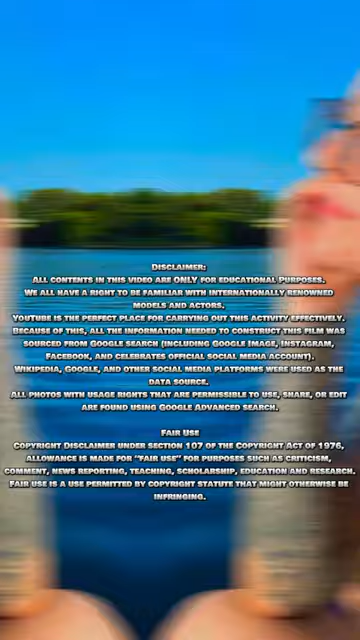 Disclaimer:
All contents in this video are ONLY for educational Purposes.
We all have a right to be familiar with internationally renowned
models and actors.
YouTube is the perfect place for carrying out this activity effectively.
Because of this, all the information needed to construct this film was
sourced from Google search (including Google Image, Instagram,
Facebook, and celebrates official social media account).
Wikipedia, Google, and other social media platforms were used as the
data source.
All photos with usage rights that are permissible to use, share, or edit
are found using Google Advanced search.
Fair Use
Copyright Disclaimer under section 107 of the Copyright Act of 1976,
allowance is made for "fair use" for purposes such as criticism,
comment, news reporting, teaching, scholarship, education and research.
Fair use is a use permitted by copyright statute that might otherwise be
infringing.